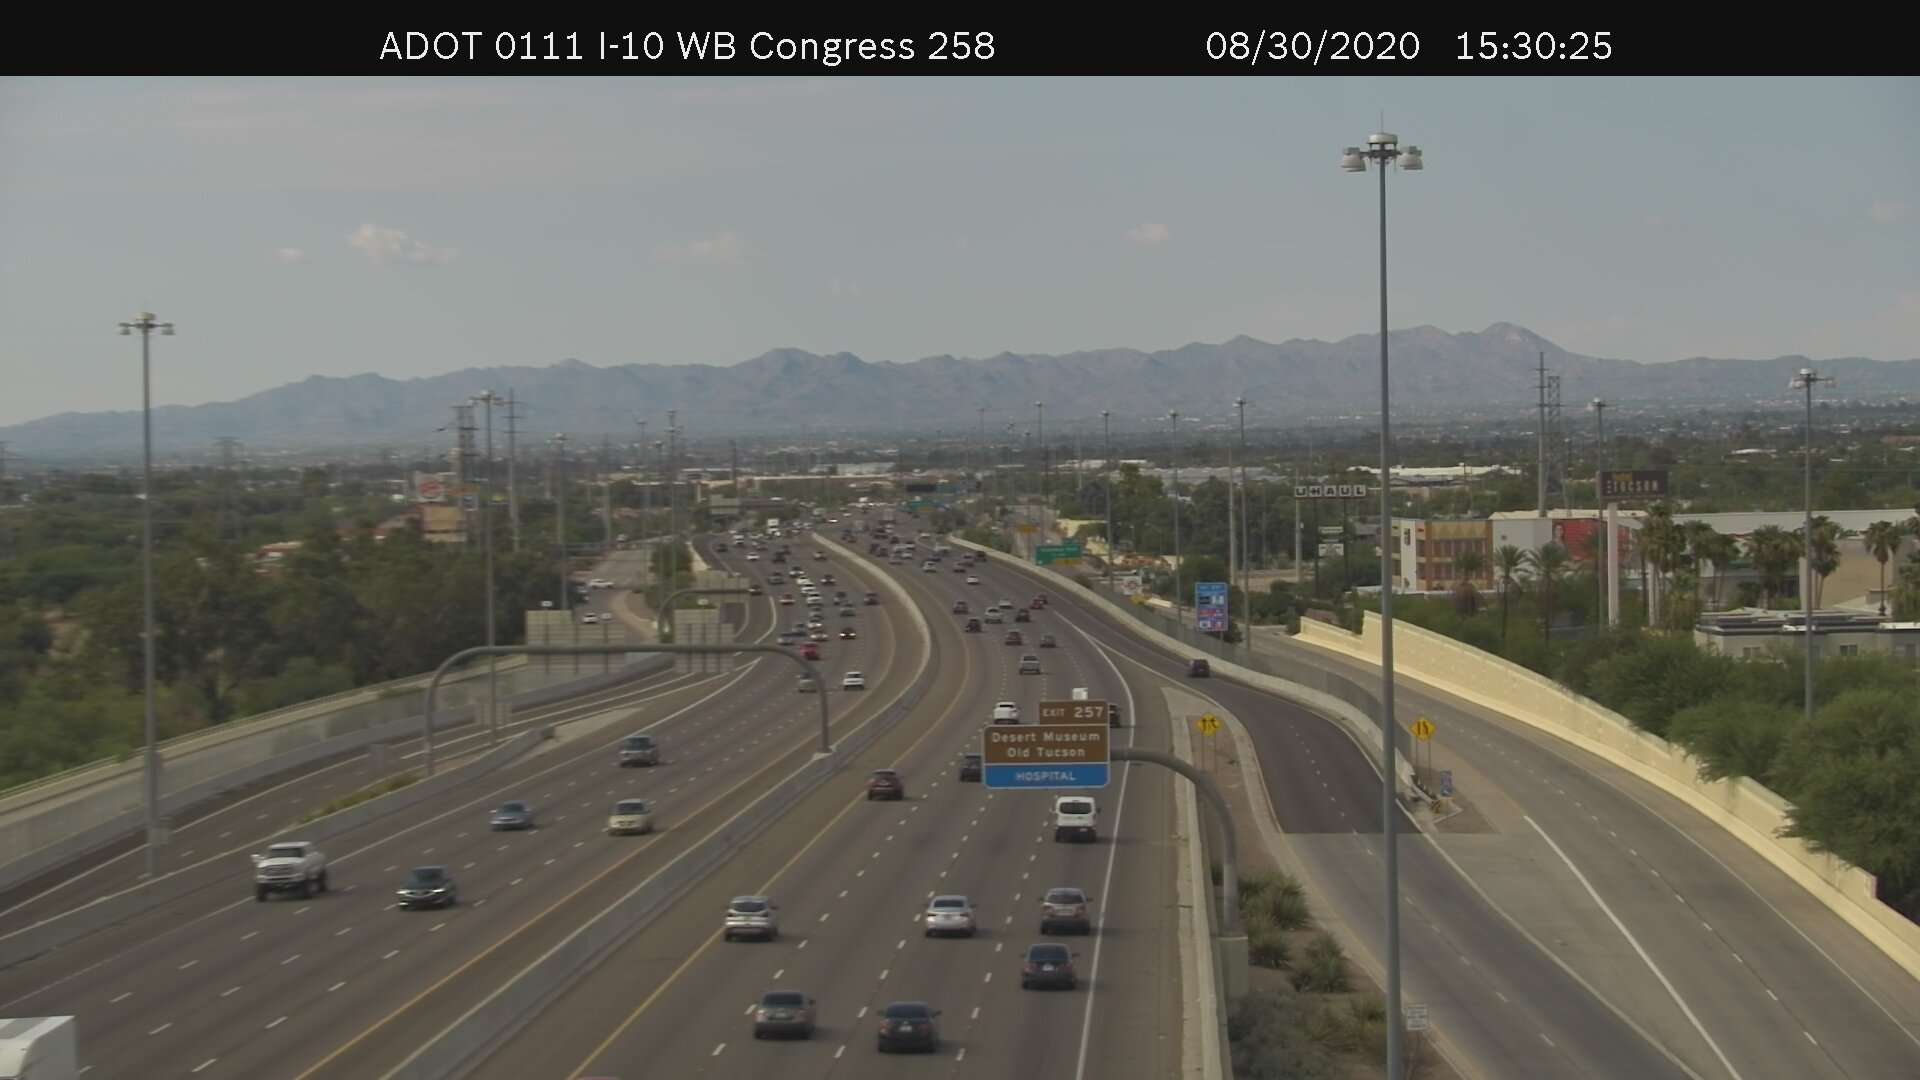 ADOT 0111 I-10 WB Congress 258
08/30/2020 15:30:25
U-HAUL
TUCSON
EXIT 257
Desert Museum
Old Tucson
HOSPITAL